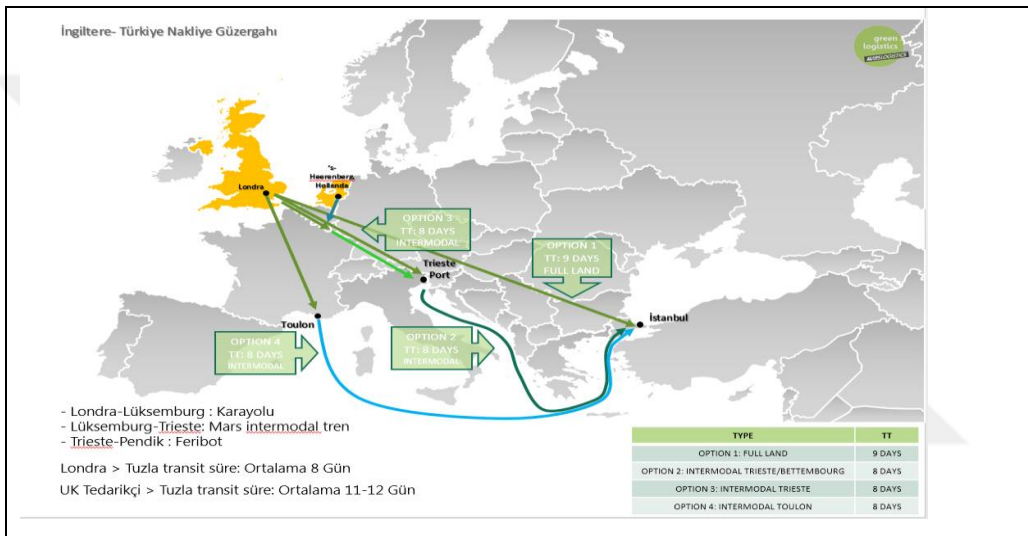 İngiltere- Türkiye Nakliye Güzergahı
green
logistics
MARSLOGISTICS
's-
Heerenberg,
Hollanda
Londra
OPTION 3
TT: 8 DAYS
INTERMODAL
OPTION 1
TT: 9 DAYS
FULL LAND
Trieste
Port
İstanbul
Toulon
OPTION 4
TT: 8 DAYS
INTERMODAL
OPTION 2
TT: 8 DAYS
INTERMODAL
- Londra-Lüksemburg : Karayolu
- Lüksemburg-Trieste: Mars intermodal tren
- Trieste-Pendik : Feribot
Londra > Tuzla transit süre: Ortalama 8 Gün
UK Tedarikçi > Tuzla transit süre: Ortalama 11-12 Gün
TYPE TT
OPTION 1: FULL LAND 9 DAYS
OPTION 2: INTERMODAL TRIESTE/BETTEMBOURG 8 DAYS
OPTION 3: INTERMODAL TRIESTE 8 DAYS
OPTION 4: INTERMODAL TOULON 8 DAYS